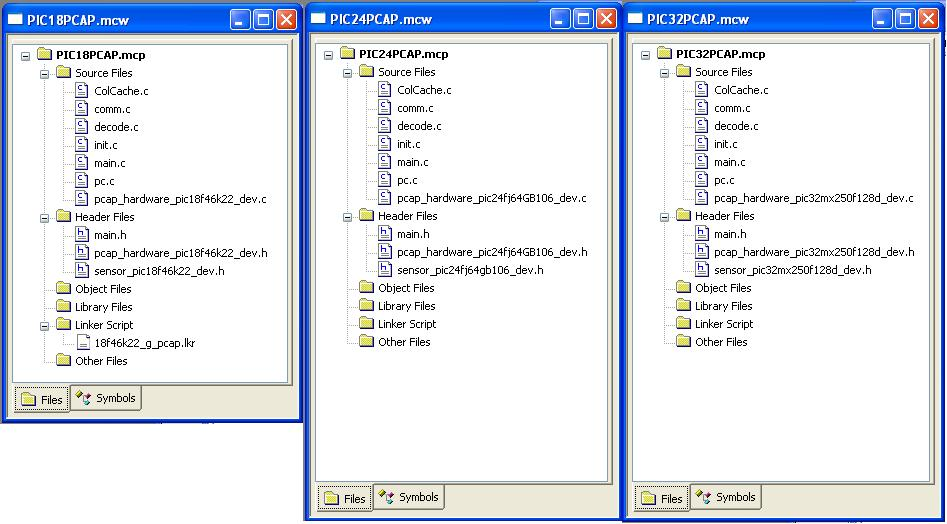 PIC18PCAP.mcw
PIC18PCAP.mcp
Source Files
ColCache.c
comm.c
decode.c
init.c
main.c
pc.c
pcap_hardware_pic18f46k22_dev.c
Header Files
main.h
pcap_hardware_pic18f46k22_dev.h
sensor_pic18f46k22_dev.h
Object Files
Library Files
Linker Script
18f46k22_g_pcap.lkr
Other Files
Files
Symbols
PIC24PCAP.mcw
PIC24PCAP.mcp
Source Files
ColCache.c
comm.c
decode.c
init.c
main.c
pc.c
pcap_hardware_pic24fj64GB106_dev.c
Header Files
main.h
pcap_hardware_pic24fj64GB106_dev.h
sensor_pic24fj64gb106_dev.h
Object Files
Library Files
Linker Script
Other Files
Files
Symbols
PIC32PCAP.mcw
PIC32PCAP.mcp
Source Files
ColCache.c
comm.c
decode.c
init.c
main.c
pc.c
pcap_hardware_pic32mx250f128d_dev.c
Header Files
main.h
pcap_hardware_pic32mx250f128d_dev.h
sensor_pic32mx250f128d_dev.h
Object Files
Library Files
Linker Script
Other Files
Files
Symbols